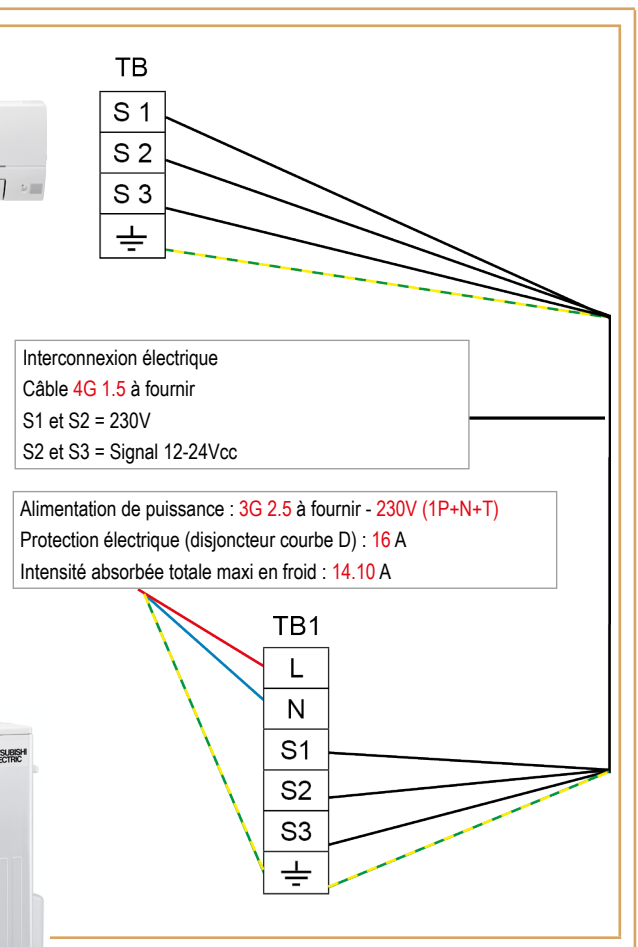 TB
S 1
S 2
S 3
Interconnexion électrique
Câble 4G 1.5 à fournir
S1 et S2 = 230V
S2 et S3 = Signal 12-24Vcc
Alimentation de puissance : 3G 2.5 à fournir - 230V (1P+N+T)
Protection électrique (disjoncteur courbe D) : 16 A
Intensité absorbée totale maxi en froid : 14.10 A
TB1
L
N
S1
S2
S3